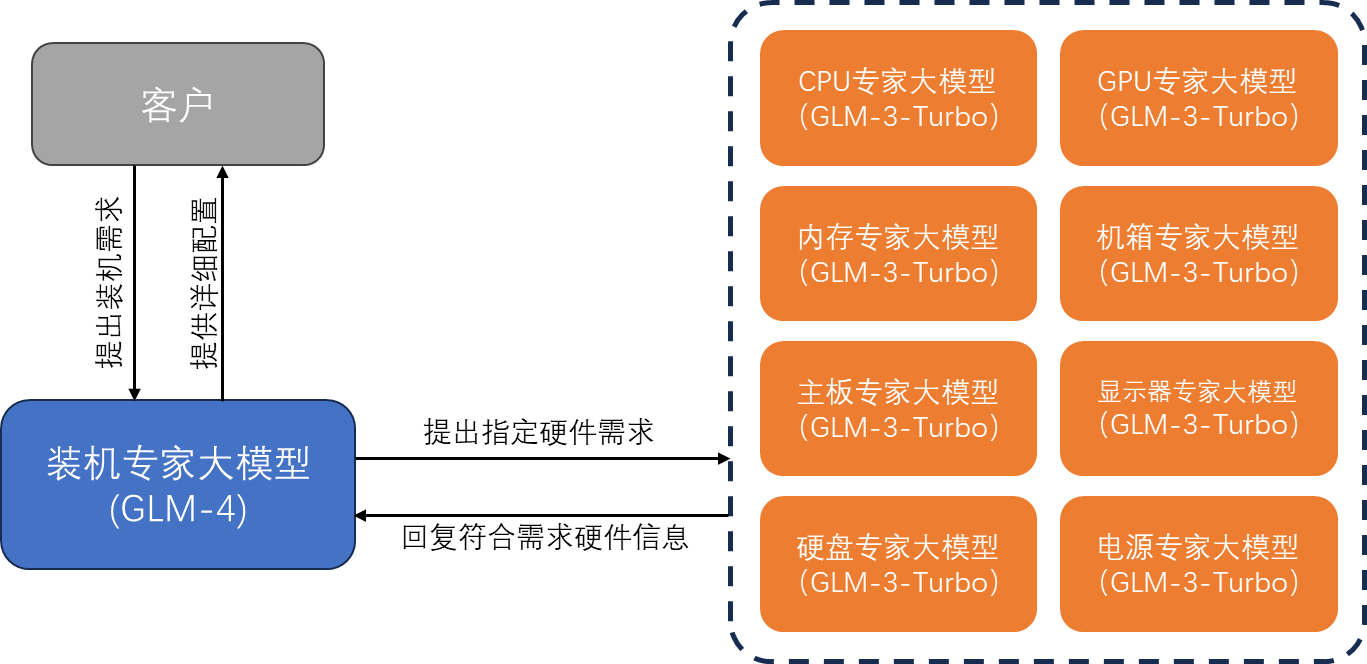 客户
提出装机需求
提供详细配置
装机专家大模型
(GLM-4)
提出指定硬件需求
回复符合需求硬件信息
CPU专家大模型
（GLM-3-Turbo）
GPU专家大模型
（GLM-3-Turbo）
内存专家大模型
（GLM-3-Turbo）
机箱专家大模型
（GLM-3-Turbo）
主板专家大模型
（GLM-3-Turbo）
显示器专家大模型
（GLM-3-Turbo）
硬盘专家大模型
（GLM-3-Turbo）
电源专家大模型
（GLM-3-Turbo）